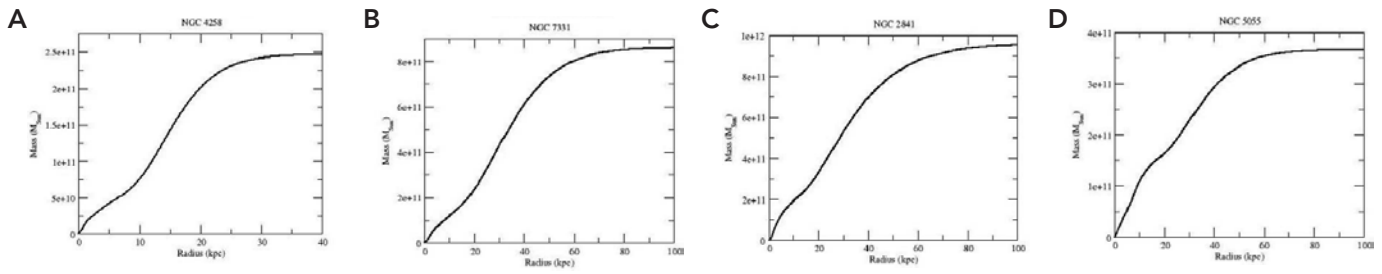 A
NGC 4258
2.5e+11
2e+11
1.5e+11
1e+11
5e+10
0
Mass (M_Sun)
0 10 20 30 40
Radius (kpc)
B
NGC 7331
8e+11
6e+11
4e+11
2e+11
0
Mass (M_Sun)
0 20 40 60 80 100
Radius (kpc)
C
NGC 2841
1e+12
8e+11
6e+11
4e+11
2e+11
0
Mass (M_Sun)
0 20 40 60 80 100
Radius (kpc)
D
NGC 5055
4e+11
3e+11
2e+11
1e+11
0
Mass (M_Sun)
0 20 40 60 80 100
Radius (kpc)